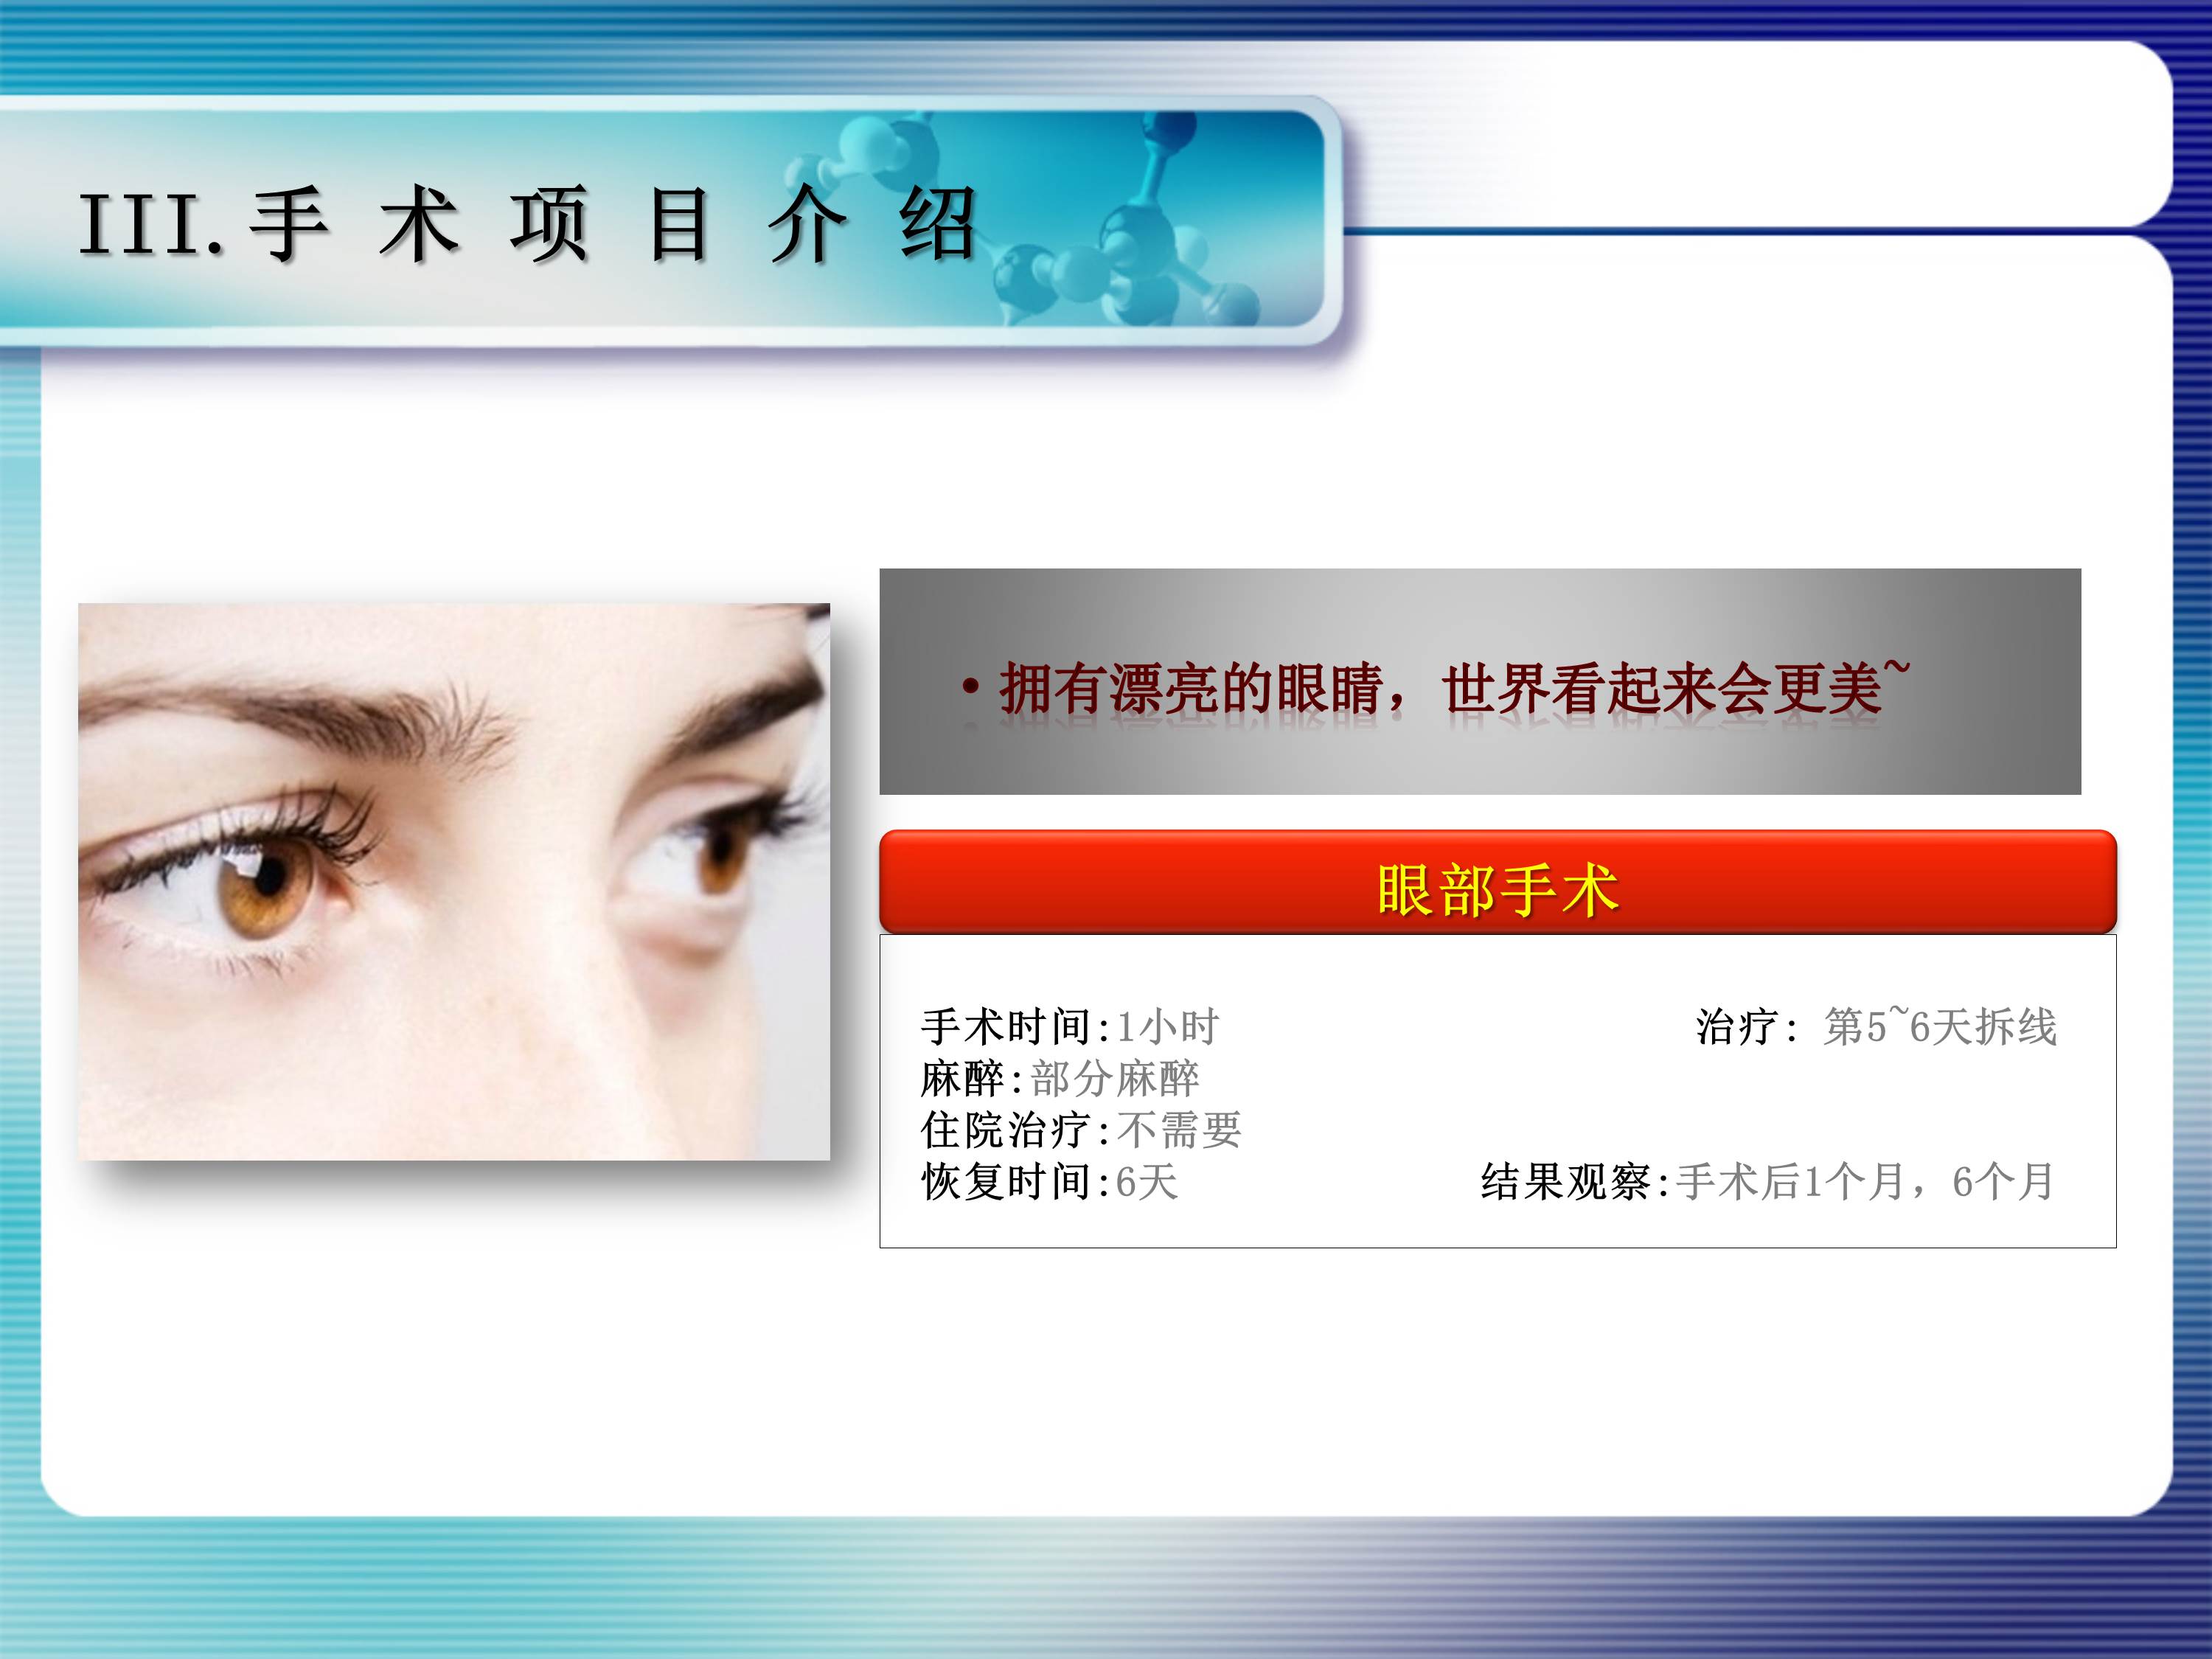 III.手 术 项 目 介 绍
• 拥有漂亮的眼睛，世界看起来会更美~
眼部手术
手术时间:1小时 治疗: 第5~6天拆线
麻醉:部分麻醉
住院治疗:不需要
恢复时间:6天 结果观察:手术后1个月，6个月